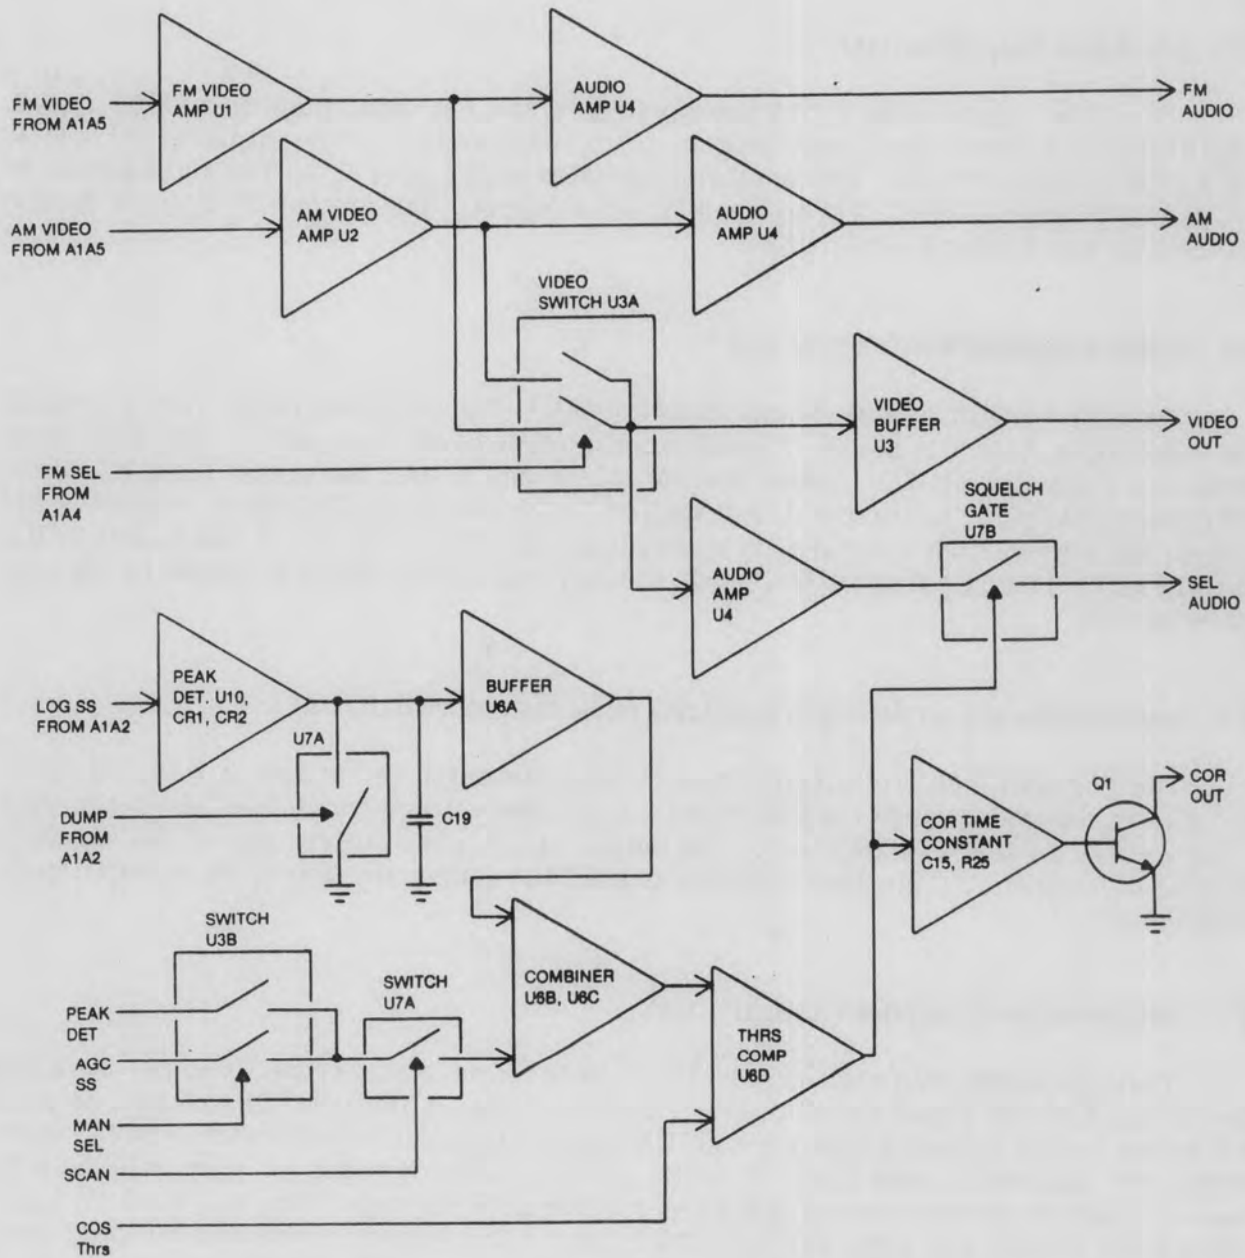 FM VIDEO
FROM A1A5
FM VIDEO
AMP U1
AUDIO
AMP U4
FM
AUDIO
AM VIDEO
FROM A1A5
AM VIDEO
AMP U2
AUDIO
AMP U4
AM
AUDIO
VIDEO
SWITCH U3A
FM SEL
FROM
A1A4
VIDEO
BUFFER
U3
VIDEO
OUT
AUDIO
AMP
U4
SQUELCH
GATE
U7B
SEL
AUDIO
LOG SS
FROM A1A2
PEAK
DET. U10,
CR1, CR2
BUFFER
U6A
U7A
DUMP
FROM
A1A2
C19
COR TIME
CONSTANT
C15, R25
Q1
COR
OUT
SWITCH
U3B
PEAK
DET
AGC
SS
MAN
SEL
SCAN
SWITCH
U7A
COMBINER
U6B, U6C
THRS
COMP
U6D
COS
Thrs